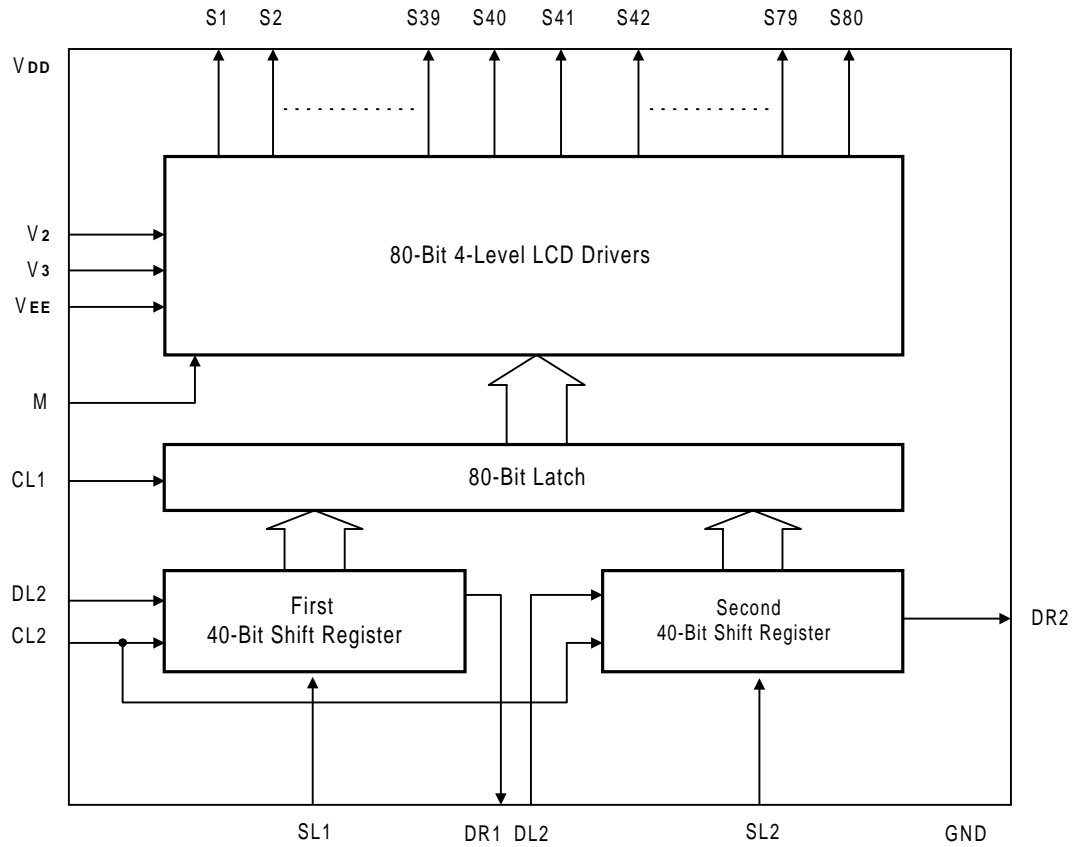 S1 S2 S39 S40 S41 S42 S79 S80
VDD
V2
V3
VEE
80-Bit 4-Level LCD Drivers
M
CL1
80-Bit Latch
DL2
CL2
First
40-Bit Shift Register
Second
40-Bit Shift Register
DR2
SL1 DR1 DL2 SL2 GND